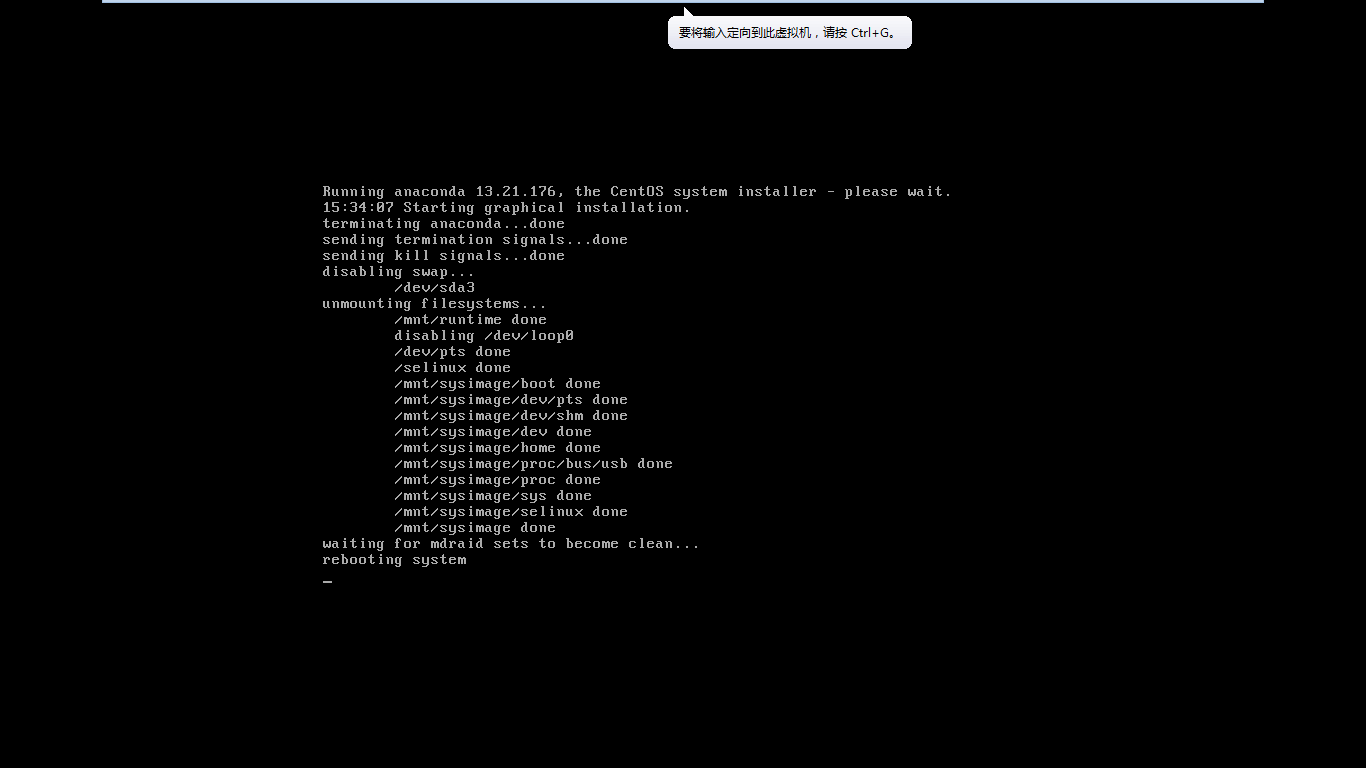 要将输入定向到此虚拟机，请按 Ctrl+G。
Running anaconda 13.21.176, the CentOS system installer - please wait.
15:34:07 Starting graphical installation.
terminating anaconda...done
sending termination signals...done
sending kill signals...done
disabling swap...
/dev/sda3
unmounting filesystems...
/mnt/runtime done
disabling /dev/loop0
/dev/pts done
/selinux done
/mnt/sysimage/boot done
/mnt/sysimage/dev/pts done
/mnt/sysimage/dev/shm done
/mnt/sysimage/dev done
/mnt/sysimage/home done
/mnt/sysimage/proc/bus/usb done
/mnt/sysimage/proc done
/mnt/sysimage/sys done
/mnt/sysimage/selinux done
/mnt/sysimage done
waiting for mdraid sets to become clean...
rebooting system